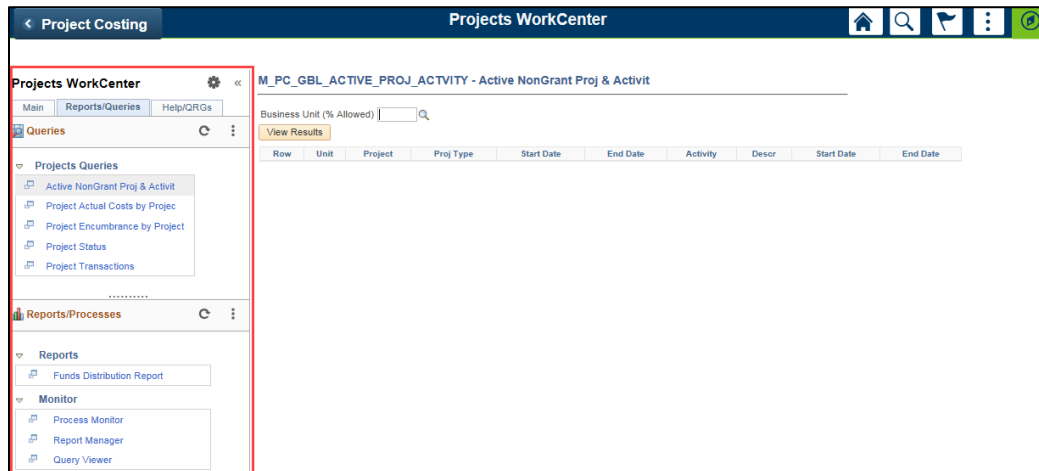 Project Costing
Projects WorkCenter
Projects WorkCenter
Main Reports/Queries Help/QRGs
Queries
Projects Queries
Active NonGrant Proj & Activit
Project Actual Costs by Projec
Project Encumbrance by Project
Project Status
Project Transactions
Reports/Processes
Reports
Funds Distribution Report
Monitor
Process Monitor
Report Manager
Query Viewer
M_PC_GBL_ACTIVE_PROJ_ACTVITY - Active NonGrant Proj & Activit
Business Unit (% Allowed)
View Results
Row Unit Project Proj Type Start Date End Date Activity Descr Start Date End Date